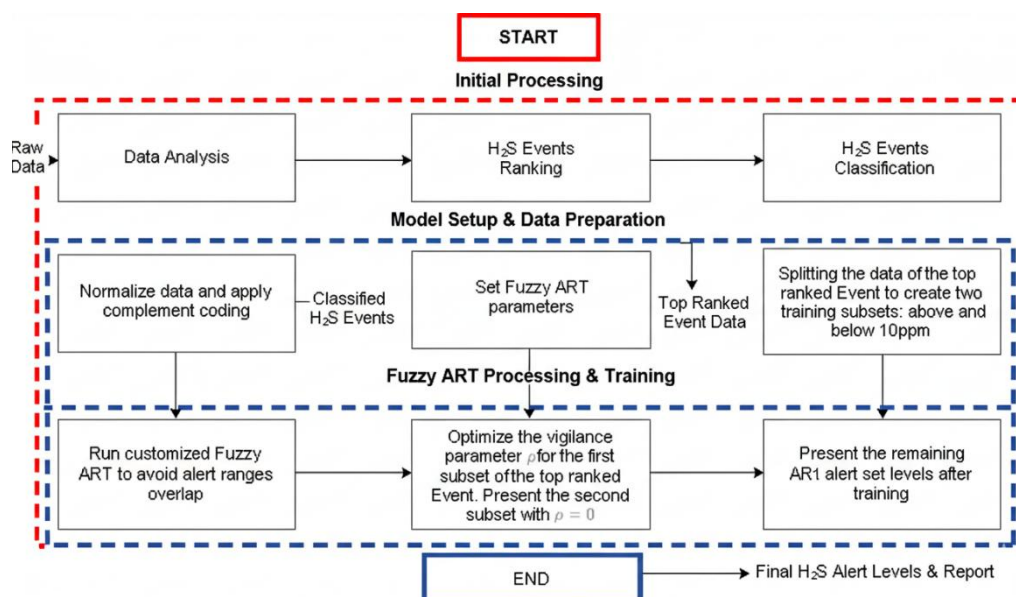 START
Initial Processing
Raw
Data
Data Analysis
H₂S Events
Ranking
H₂S Events
Classification
Model Setup & Data Preparation
Normalize data and apply
complement coding
Classified
H₂S Events
Set Fuzzy ART
parameters
Top Ranked
Event Data
Splitting the data of the top
ranked Event to create two
training subsets: above and
below 10ppm
Fuzzy ART Processing & Training
Run customized Fuzzy
ART to avoid alert ranges
overlap
Optimize the vigilance
parameter ρ for the first
subset of the top ranked
Event. Present the second
subset with ρ = 0
Present the remaining
AR1 alert set levels after
training
END
Final H₂S Alert Levels & Report